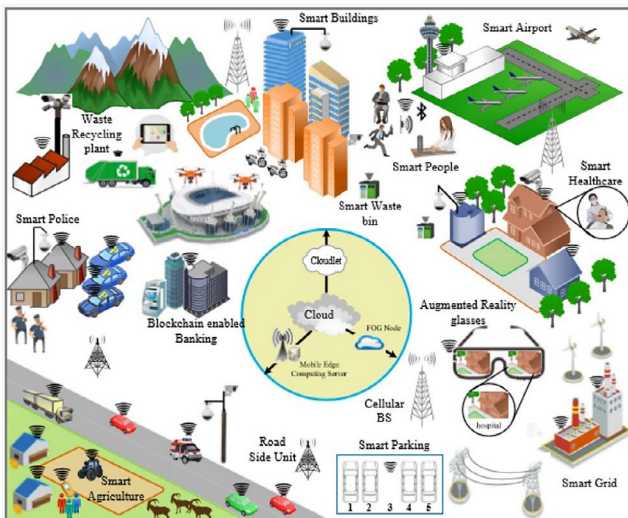 Smart Buildings
Smart Airport
Waste
Recycling
plant
Smart People
Smart
Healthcare
Smart Waste
bin
Smart Police
Cloudlet
Cloud
FOG Node
Mobile Edge
Computing Server
Blockchain enabled
Banking
Augmented Reality
glasses
hospital
Cellular
BS
Road
Side Unit
Smart Parking
1 2 3 4 5
Smart Grid
Smart
Agriculture